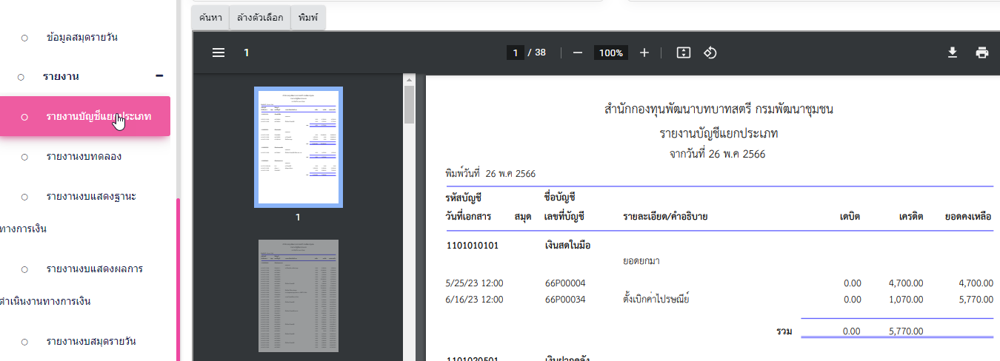 ข้อมูลสมุดรายวัน
รายงาน
รายงานบัญชีแยกประเภท
รายงานงบทดลอง
รายงานงบแสดงฐานะ
ทางการเงิน
รายงานงบแสดงผลการ
ดำเนินงานทางการเงิน
รายงานงบสมุดรายวัน
ค้นหา ล้างตัวเลือก พิมพ์
1 1 / 38 100%
1
สำนักกองทุนพัฒนาบทบาทสตรี กรมพัฒนาชุมชน
รายงานบัญชีแยกประเภท
จากวันที่ 26 พ.ค 2566
พิมพ์วันที่ 26 พ.ค 2566
รหัสบัญชี ชื่อบัญชี
วันที่เอกสาร สมุด เลขที่บัญชี รายละเอียด/คำอธิบาย เดบิต เครดิต ยอดคงเหลือ
1101010101 เงินสดในมือ
ยอดยกมา
5/25/23 12:00 66P00004 0.00 4,700.00 4,700.00
6/16/23 12:00 66P00034 ตั้งเบิกค่าไปรษณีย์ 0.00 1,070.00 5,770.00
รวม 0.00 5,770.00
1101020501 เงินฝากคลัง